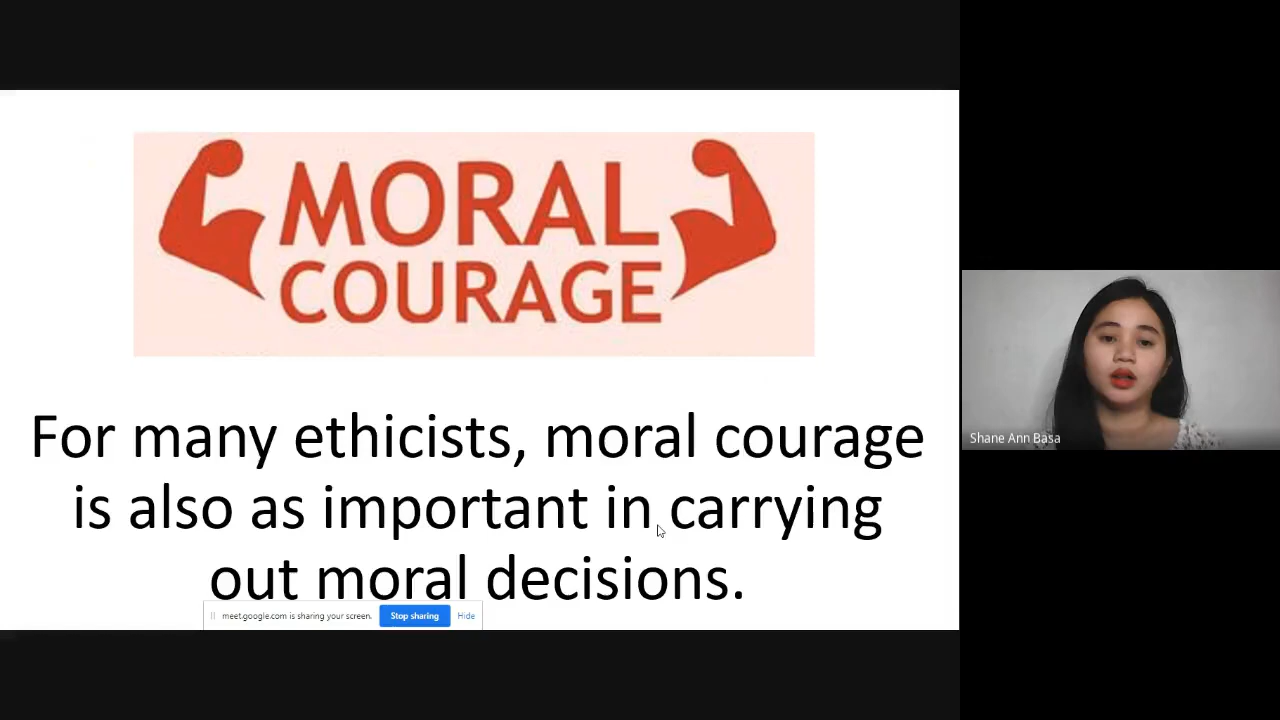 MORAL
COURAGE
For many ethicists, moral courage
is also as important in carrying
out moral decisions.
meet.google.com is sharing your screen.
Stop sharing
Hide
Shane Ann Basa